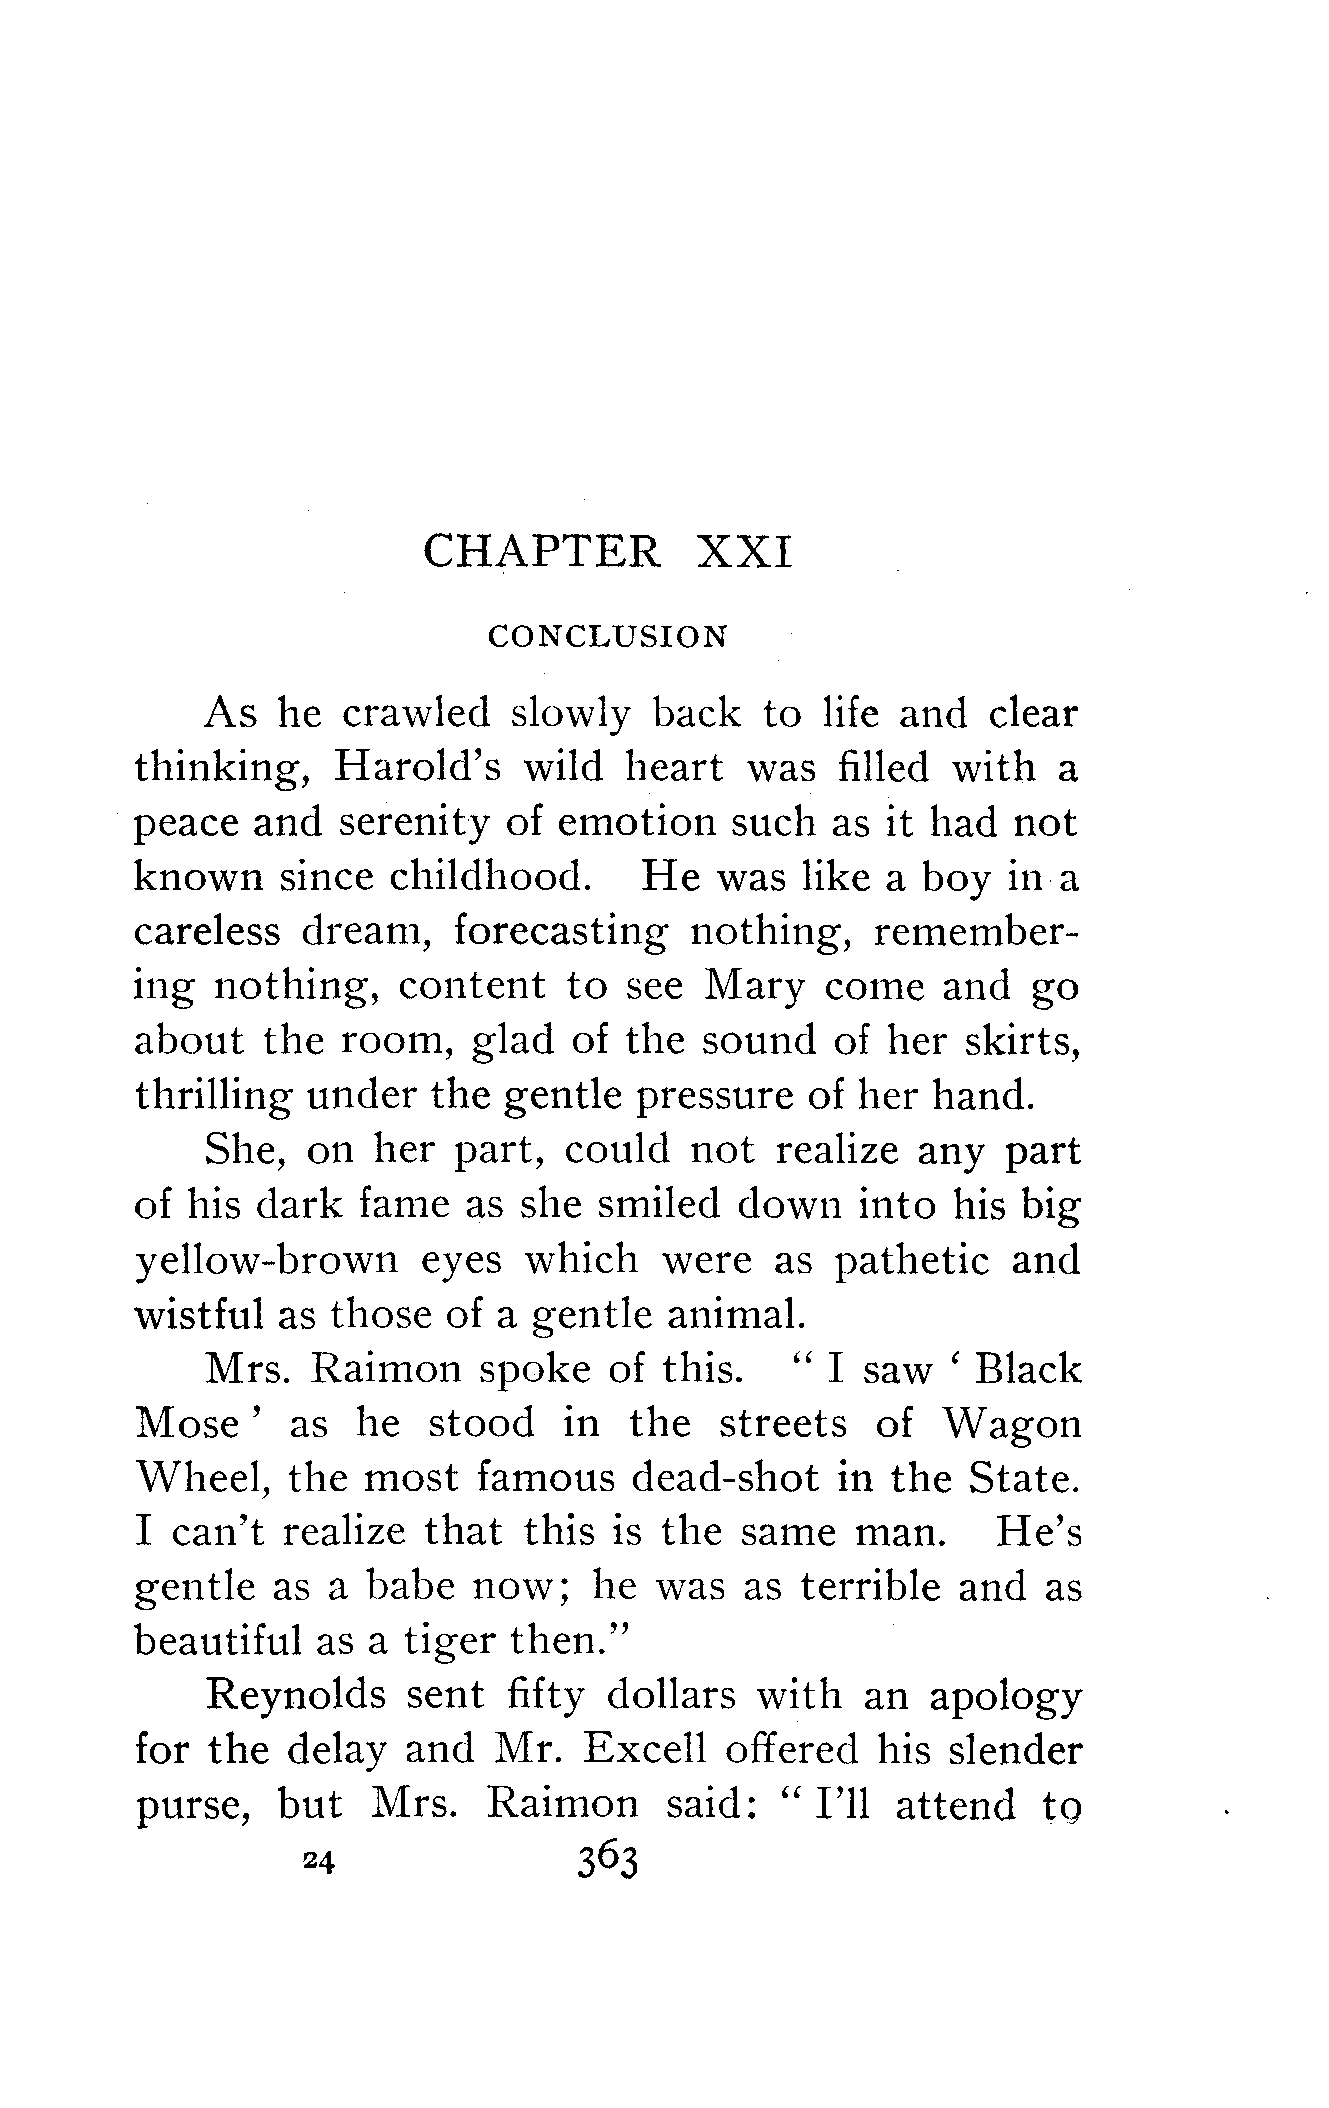 CHAPTER XXI
CONCLUSION
As he crawled slowly back to life and clear
thinking, Harold's wild heart was filled with a
peace and serenity of emotion such as it had not
known since childhood. He was like a boy in a
careless dream, forecasting nothing, remember-
ing nothing, content to see Mary come and go
about the room, glad of the sound of her skirts,
thrilling under the gentle pressure of her hand.
She, on her part, could not realize any part
of his dark fame as she smiled down into his big
yellow-brown eyes which were as pathetic and
wistful as those of a gentle animal.
Mrs. Raimon spoke of this. “ I saw ‘ Black
Mose ’ as he stood in the streets of Wagon
Wheel, the most famous dead-shot in the State.
I can't realize that this is the same man. He's
gentle as a babe now; he was as terrible and as
beautiful as a tiger then.”
Reynolds sent fifty dollars with an apology
for the delay and Mr. Excell offered his slender
purse, but Mrs. Raimon said: “ I'll attend to
24 363